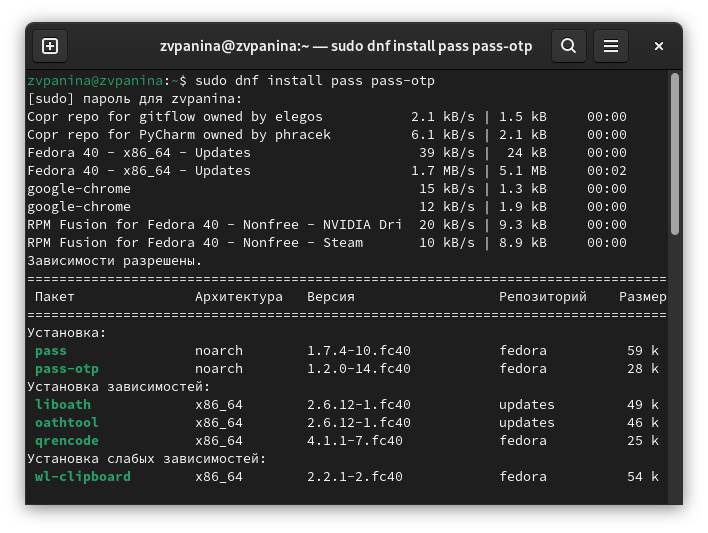 zvpanina@zvpanina:~ — sudo dnf install pass pass-otp
zvpanina@zvpanina:~$ sudo dnf install pass pass-otp
[sudo] пароль для zvpanina:
Copr repo for gitflow owned by elegos 2.1 kB/s | 1.5 kB 00:00
Copr repo for PyCharm owned by phracek 6.1 kB/s | 2.1 kB 00:00
Fedora 40 - x86_64 - Updates 39 kB/s | 24 kB 00:00
Fedora 40 - x86_64 - Updates 1.7 MB/s | 5.1 MB 00:02
google-chrome 15 kB/s | 1.3 kB 00:00
google-chrome 12 kB/s | 1.9 kB 00:00
RPM Fusion for Fedora 40 - Nonfree - NVIDIA Dri 20 kB/s | 9.3 kB 00:00
RPM Fusion for Fedora 40 - Nonfree - Steam 10 kB/s | 8.9 kB 00:00
Зависимости разрешены.
================================================================================
Пакет Архитектура Версия Репозиторий Размер
================================================================================
Установка:
pass noarch 1.7.4-10.fc40 fedora 59 k
pass-otp noarch 1.2.0-14.fc40 fedora 28 k
Установка зависимостей:
liboath x86_64 2.6.12-1.fc40 updates 49 k
oathtool x86_64 2.6.12-1.fc40 updates 46 k
qrencode x86_64 4.1.1-7.fc40 fedora 25 k
Установка слабых зависимостей:
wl-clipboard x86_64 2.2.1-2.fc40 fedora 54 k